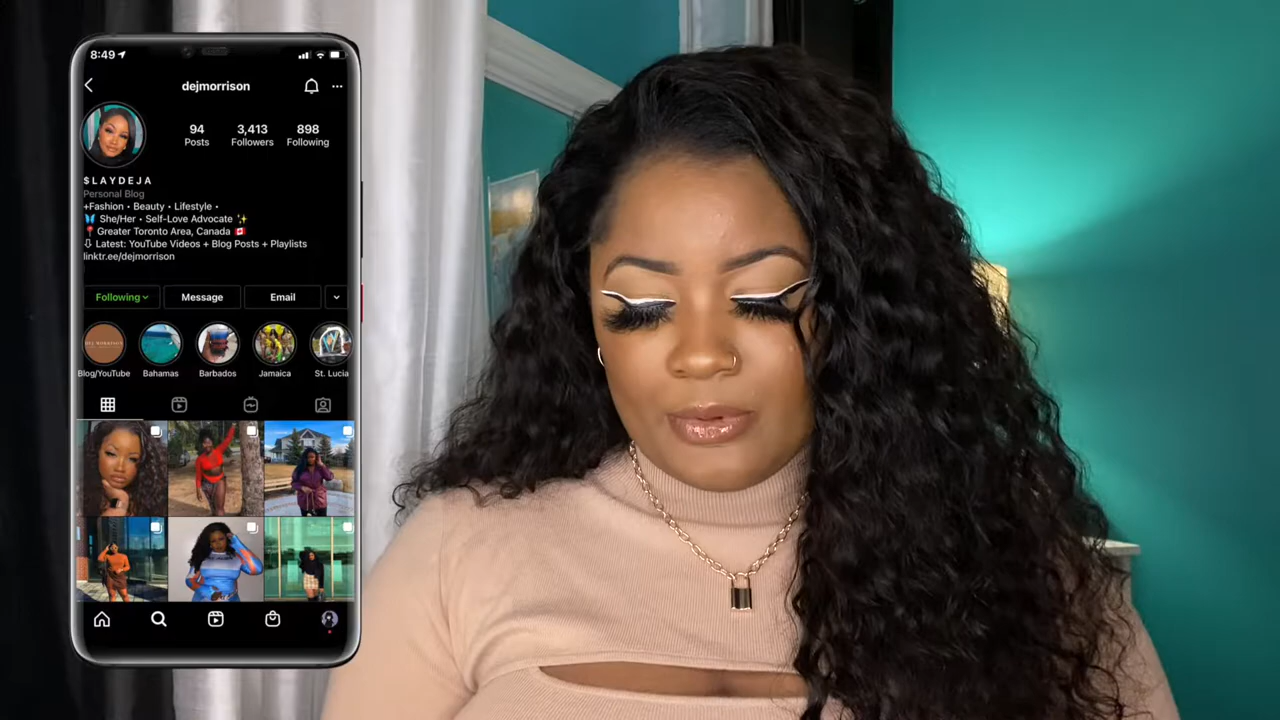 8:49
dejmorrison
94
3,413
898
Posts
Followers
Following
$LAYDEJA
Personal Blog
+Fashion • Beauty • Lifestyle •
🦋 She/Her • Self-Love Advocate ✨
📍 Greater Toronto Area, Canada 🇨🇦
⇩ Latest: YouTube Videos + Blog Posts + Playlists
linktr.ee/dejmorrison
Following
Message
Email
DEJ MORRISON
Blog/YouTube
Bahamas
Barbados
Jamaica
St. Lucia